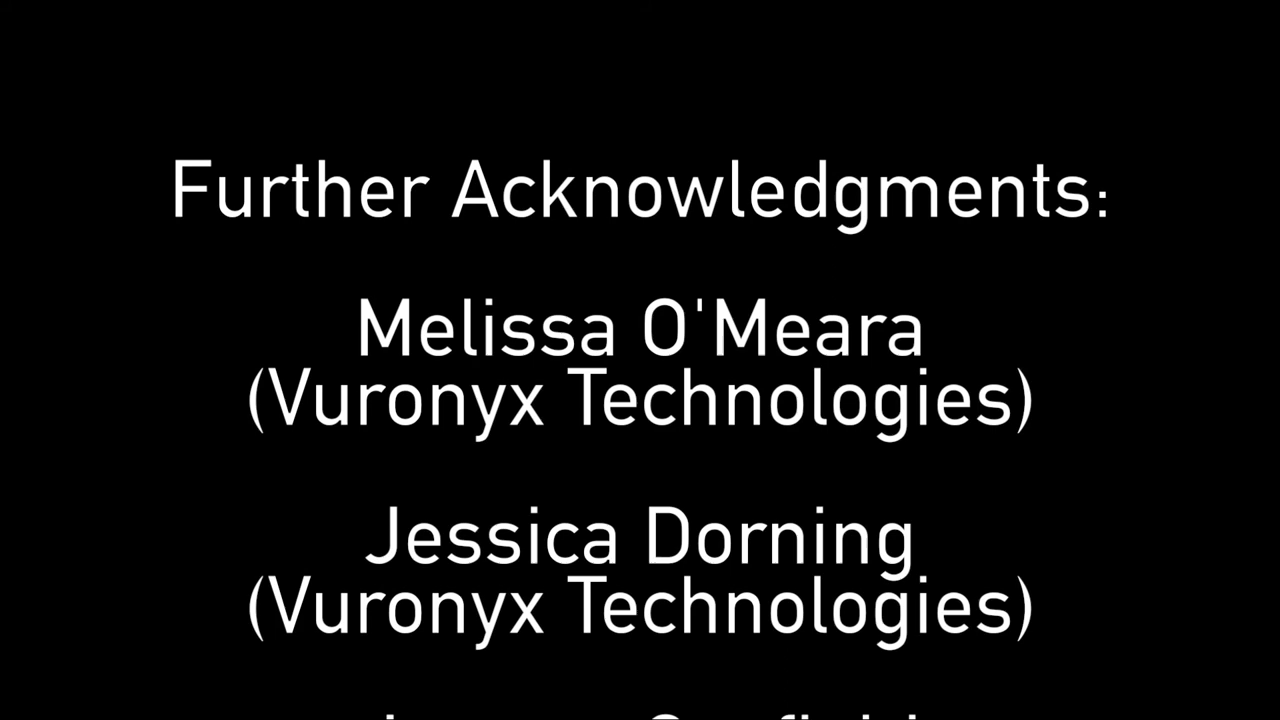 Further Acknowledgments:
Melissa O'Meara
(Vuronyx Technologies)
Jessica Dorning
(Vuronyx Technologies)